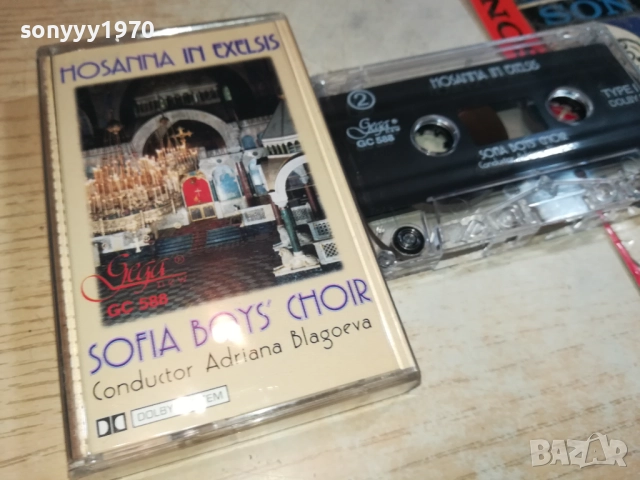 sonyyy1970
HOSANNA IN EXELSIS
Gega
GC 588
SOFIA BOYS' CHOIR
Conductor Adriana Blagoeva
DOLBY SYSTEM
2
HOSANNA IN EXELSIS
Gega
GC 588
TYPE I
SOFIA BOYS' CHOIR
SON
BAZAR